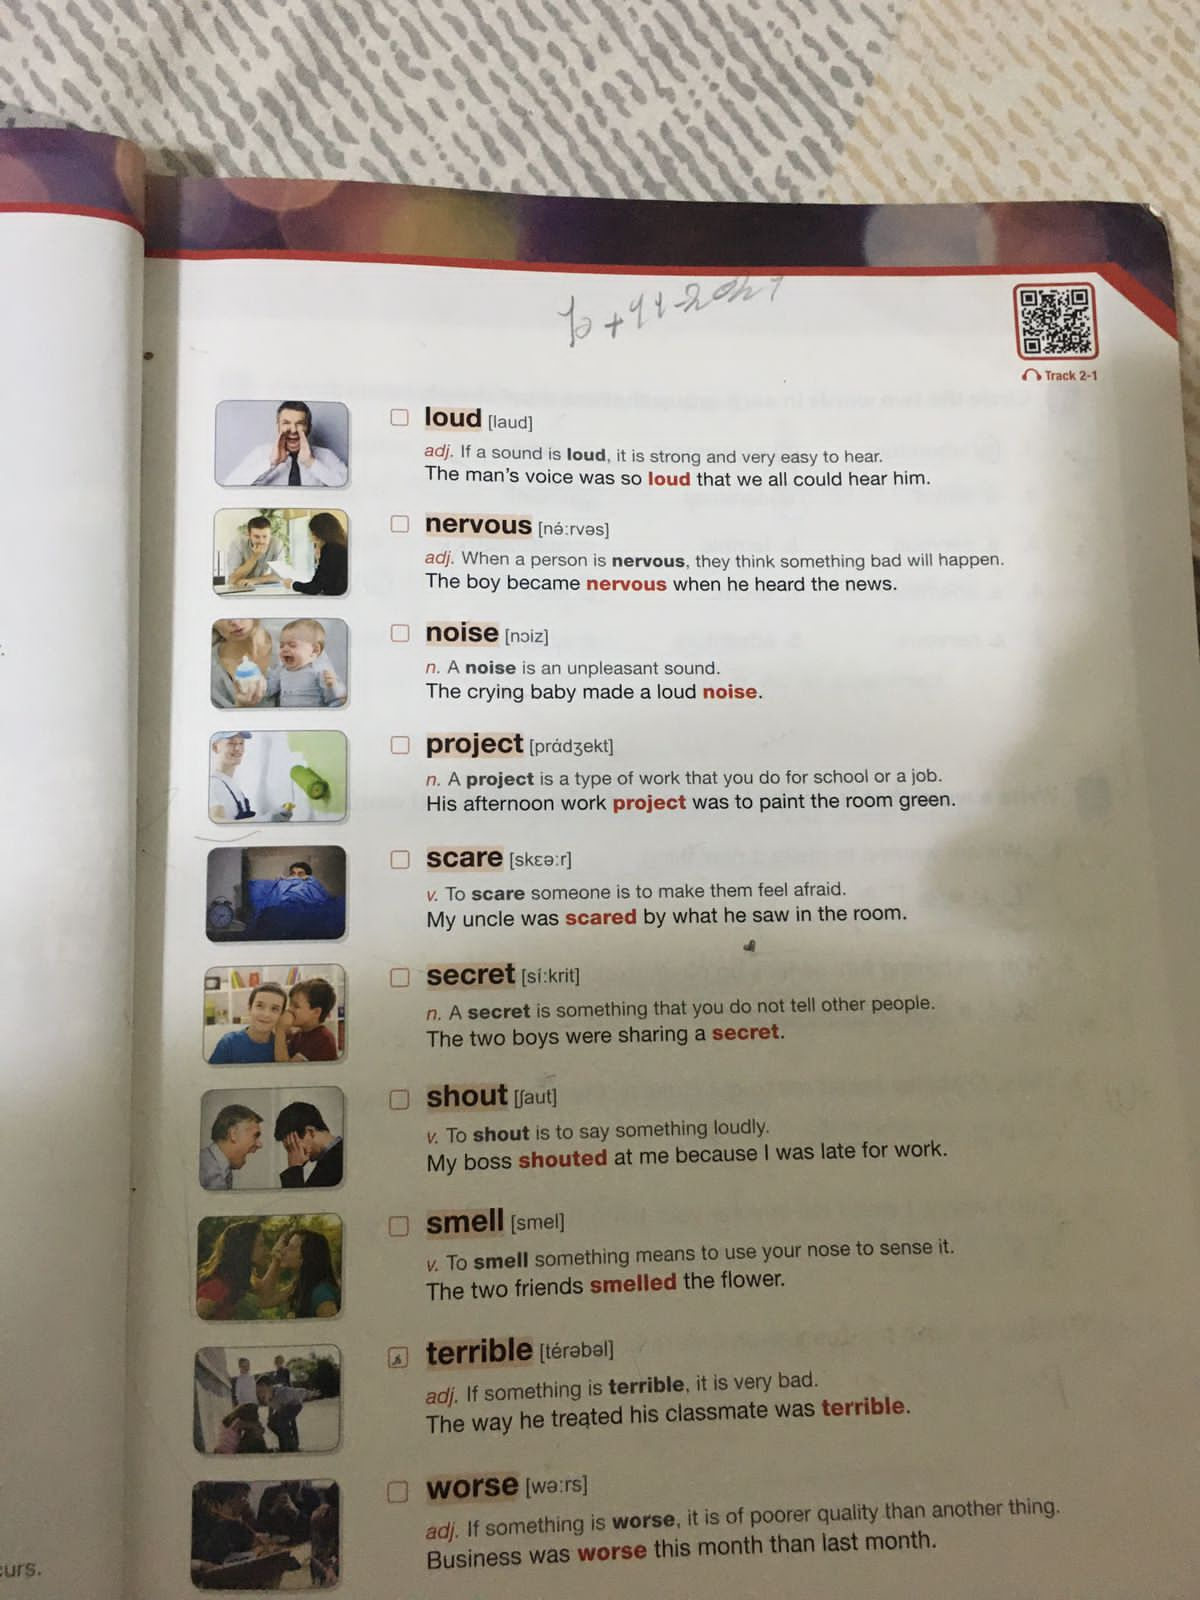 Track 2-1
loud [laud]
adj. If a sound is loud, it is strong and very easy to hear.
The man's voice was so loud that we all could hear him.
nervous [nə́ːrvəs]
adj. When a person is nervous, they think something bad will happen.
The boy became nervous when he heard the news.
noise [nɔiz]
n. A noise is an unpleasant sound.
The crying baby made a loud noise.
project [prádʒekt]
n. A project is a type of work that you do for school or a job.
His afternoon work project was to paint the room green.
scare [skɛəːr]
v. To scare someone is to make them feel afraid.
My uncle was scared by what he saw in the room.
secret [síːkrit]
n. A secret is something that you do not tell other people.
The two boys were sharing a secret.
shout [ʃaut]
v. To shout is to say something loudly.
My boss shouted at me because I was late for work.
smell [smel]
v. To smell something means to use your nose to sense it.
The two friends smelled the flower.
terrible [térəbəl]
adj. If something is terrible, it is very bad.
The way he treated his classmate was terrible.
worse [wəːrs]
adj. If something is worse, it is of poorer quality than another thing.
Business was worse this month than last month.